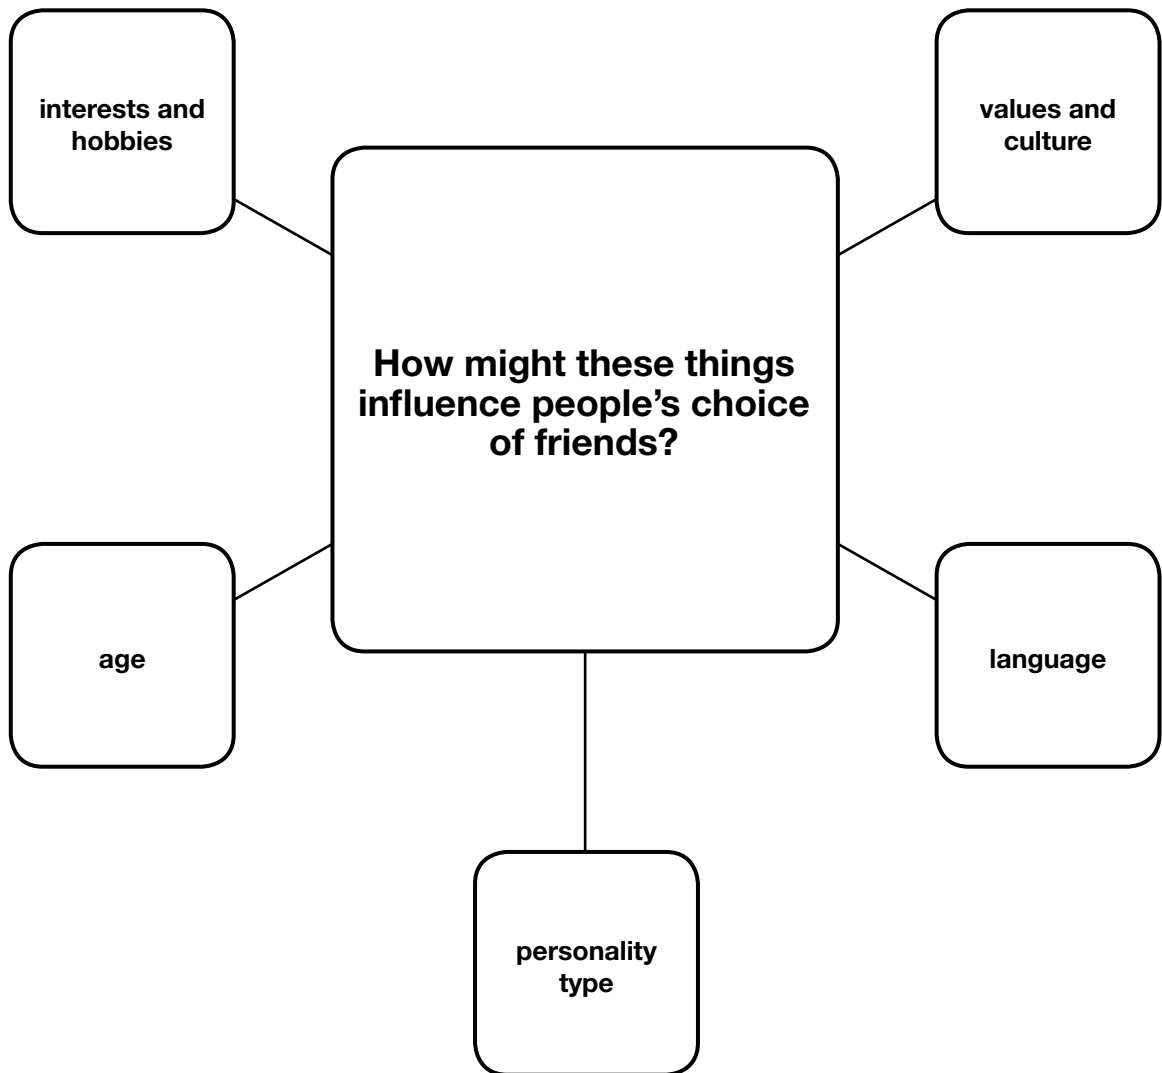 interests and
hobbies
values and
culture
How might these things
influence people’s choice
of friends?
age
language
personality
type